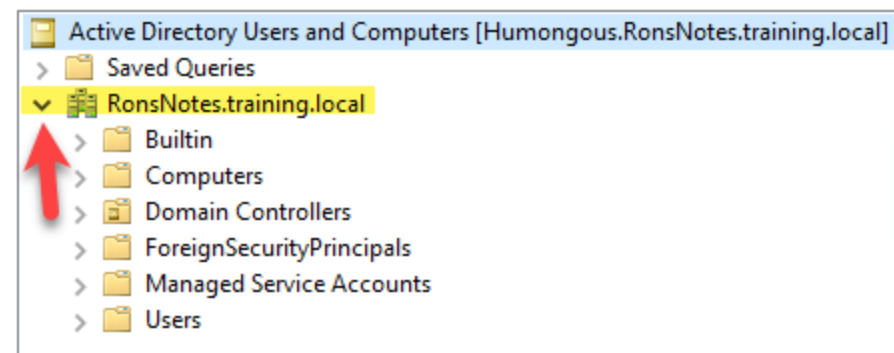 Active Directory Users and Computers [Humongous.RonsNotes.training.local]
Saved Queries
RonsNotes.training.local
Builtin
Computers
Domain Controllers
ForeignSecurityPrincipals
Managed Service Accounts
Users